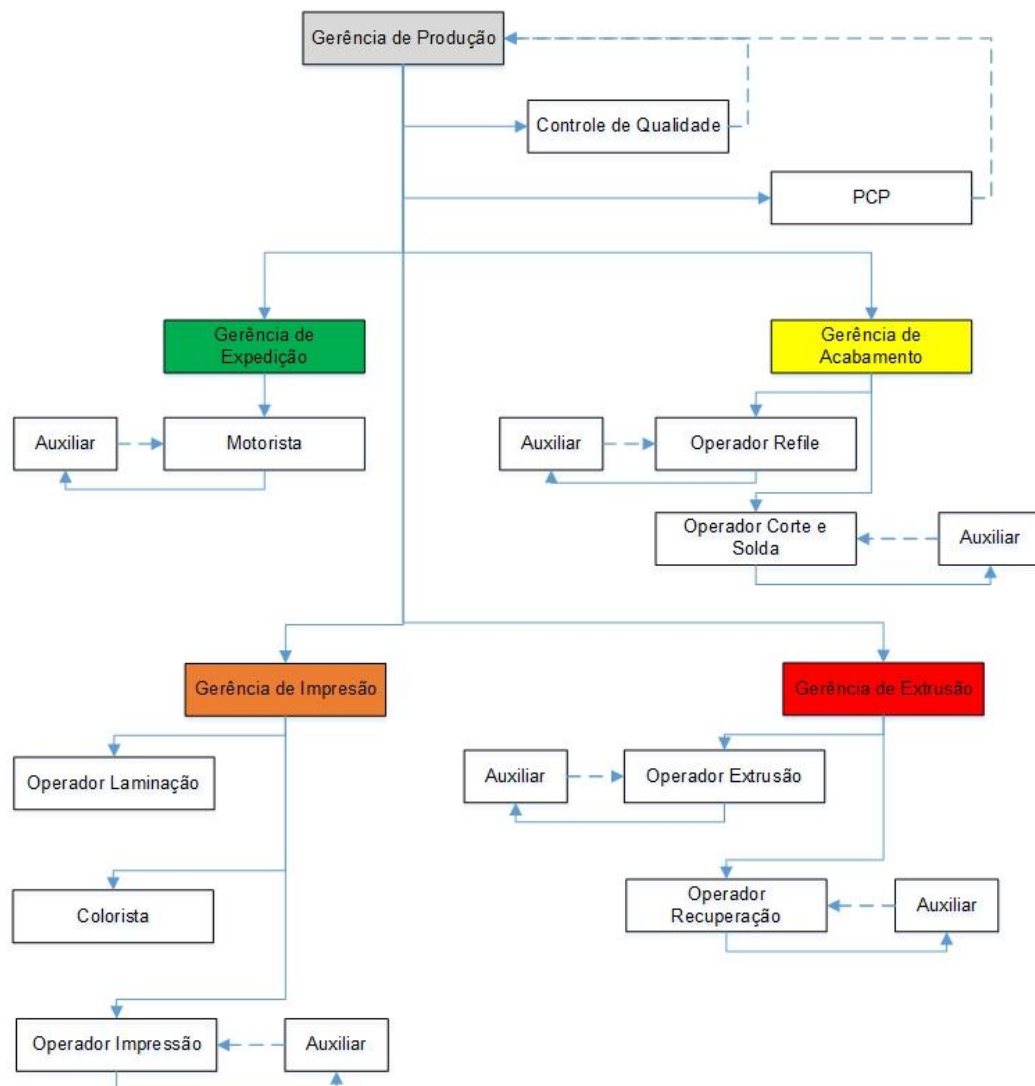 Gerência de Produção
Controle de Qualidade
PCP
Gerência de
Expedição
Gerência de
Acabamento
Auxiliar
Motorista
Auxiliar
Operador Refile
Operador Corte e
Solda
Auxiliar
Gerência de Impresão
Gerência de Extrusão
Operador Laminação
Auxiliar
Operador Extrusão
Colorista
Operador
Recuperação
Auxiliar
Operador Impressão
Auxiliar